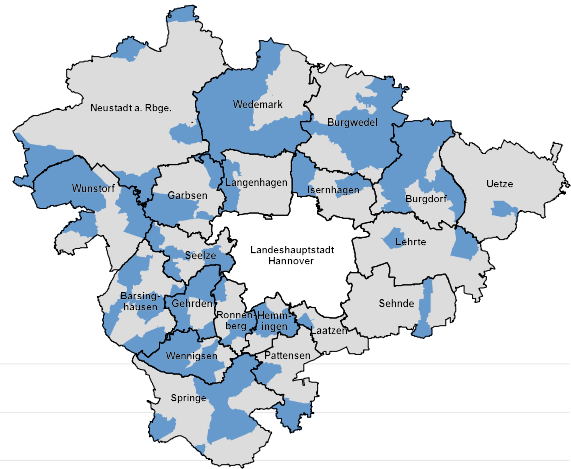 Neustadt a. Rbge.
Wedemark
Burgwedel
Wunstorf
Garbsen
Langenhagen
Isernhagen
Burgdorf
Uetze
Seelze
Landeshauptstadt
Hannover
Lehrte
Barsing-
hausen
Gehrden
Ronnen-
berg
Hemm-
ingen
Laatzen
Sehnde
Wennigsen
Pattensen
Springe